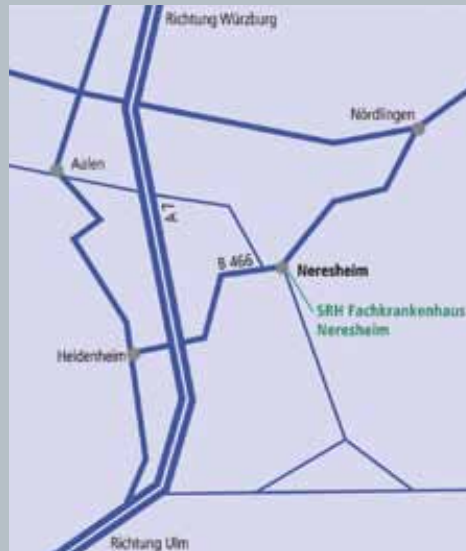 Richtung Würzburg
Nördlingen
Aalen
A 7
B 466
Neresheim
SRH Fachkrankenhaus
Neresheim
Heidenheim
Richtung Ulm